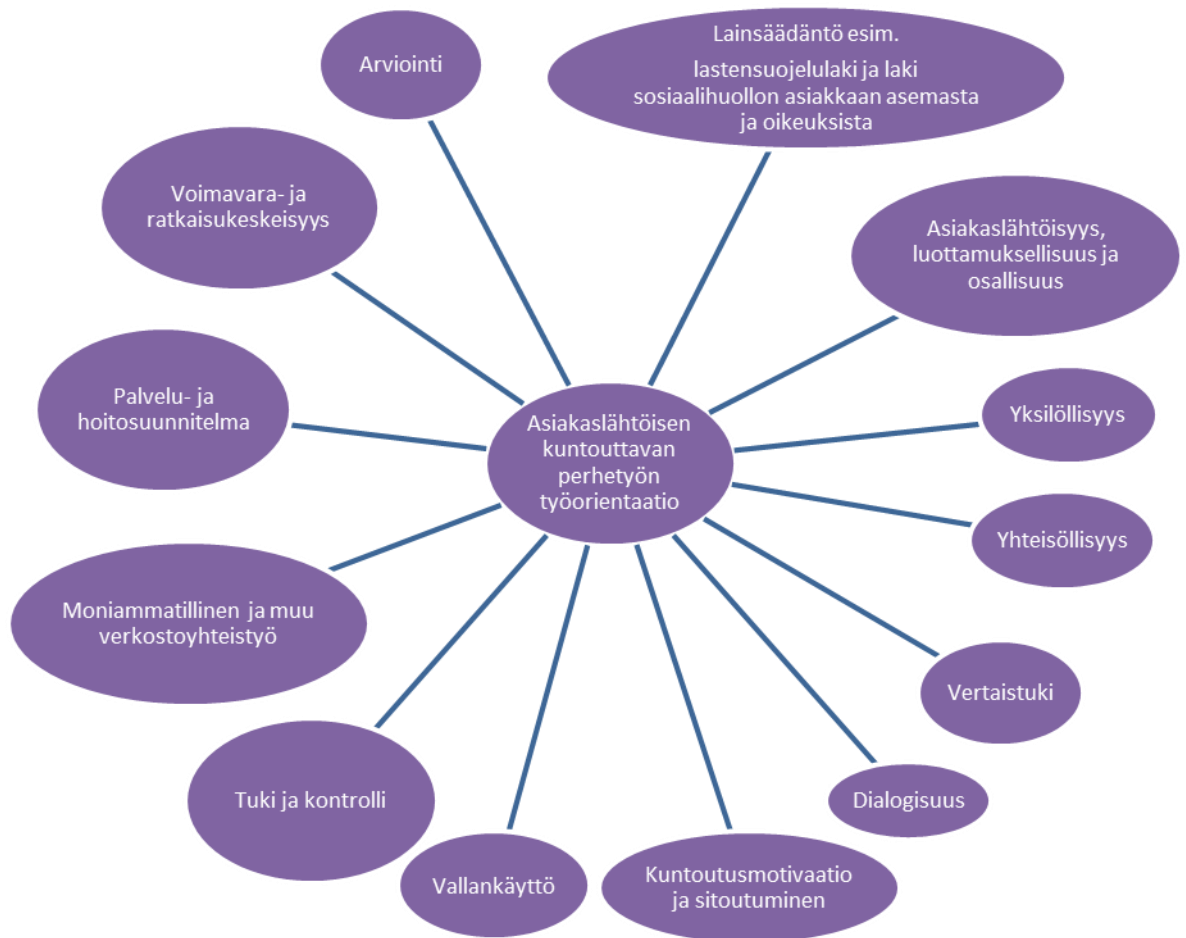 Lainsäädäntö esim.
lastensuojelulaki ja laki
sosiaalihuollon asiakkaan asemasta
ja oikeuksista
Arviointi
Voimavara- ja
ratkaisukeskeisyys
Asiakaslähtöisyys,
luottamuksellisuus ja
osallisuus
Palvelu- ja
hoitosuunnitelma
Asiakaslähtöisen
kuntouttavan
perhetyön
työorientaatio
Yksilöllisyys
Yhteisöllisyys
Moniammatillinen ja muu
verkostoyhteistyö
Vertaistuki
Tuki ja kontrolli
Dialogisuus
Vallankäyttö
Kuntoutusmotivaatio
ja sitoutuminen